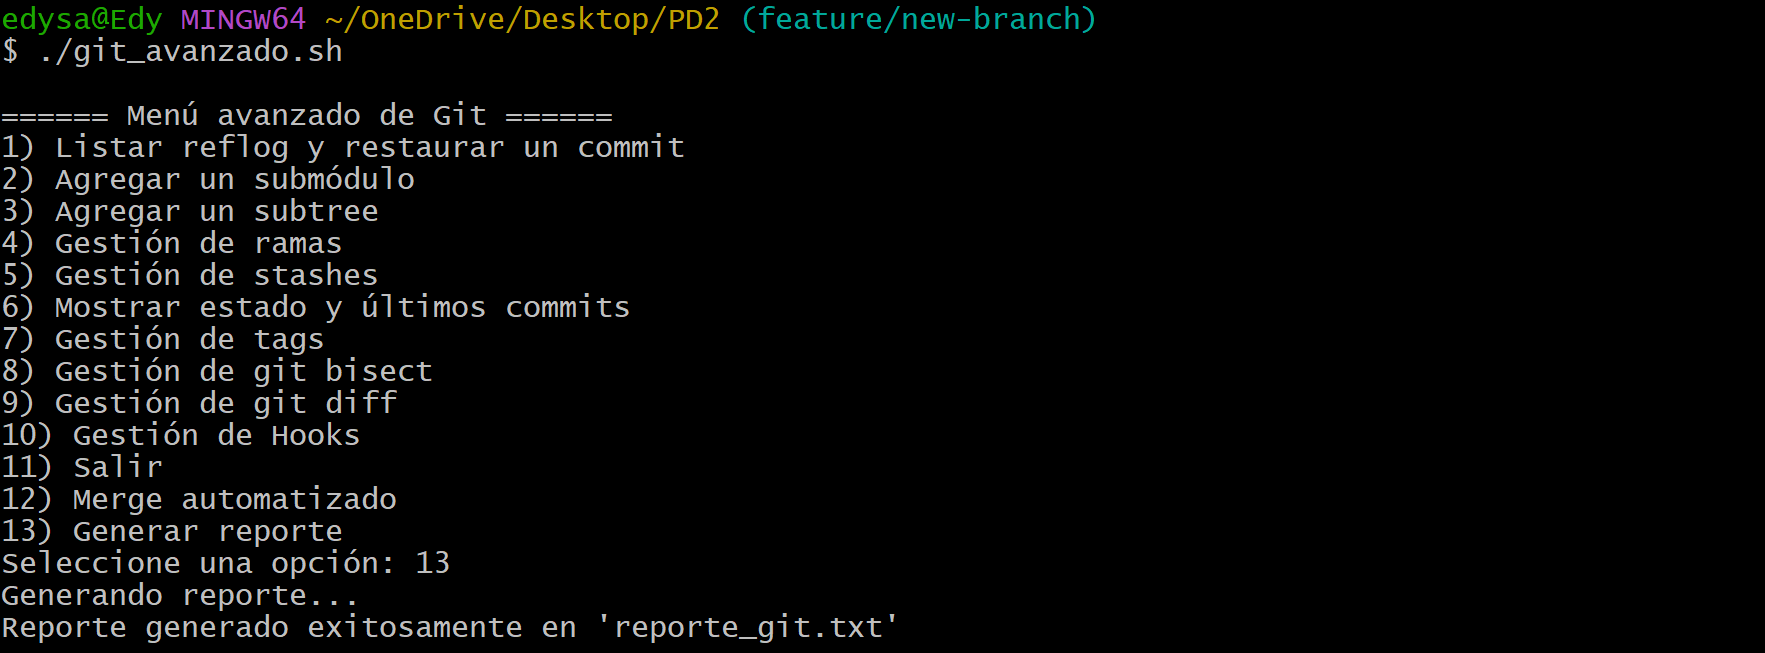 edysa@Edy MINGW64 ~/OneDrive/Desktop/PD2 (feature/new-branch)
$ ./git_avanzado.sh
====== Menú avanzado de Git ======
1) Listar reflog y restaurar un commit
2) Agregar un submódulo
3) Agregar un subtree
4) Gestión de ramas
5) Gestión de stashes
6) Mostrar estado y últimos commits
7) Gestión de tags
8) Gestión de git bisect
9) Gestión de git diff
10) Gestión de Hooks
11) Salir
12) Merge automatizado
13) Generar reporte
Seleccione una opción: 13
Generando reporte...
Reporte generado exitosamente en 'reporte_git.txt'